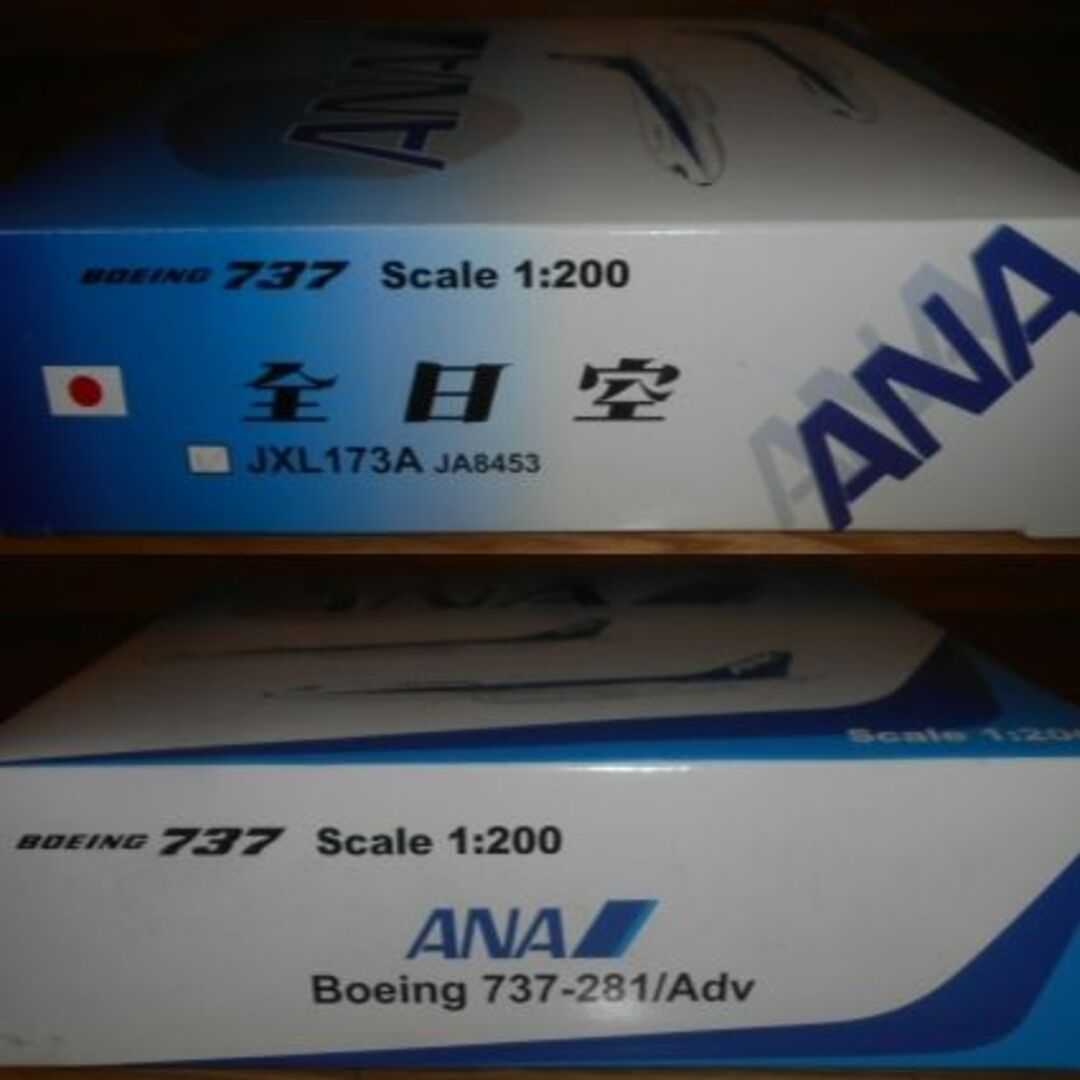 ANA
BOEING 737 Scale 1:200
全日空
JXL173A JA8453
ANA
ANA
ANA
Scale 1:200
BOEING 737 Scale 1:200
ANA
Boeing 737-281/Adv